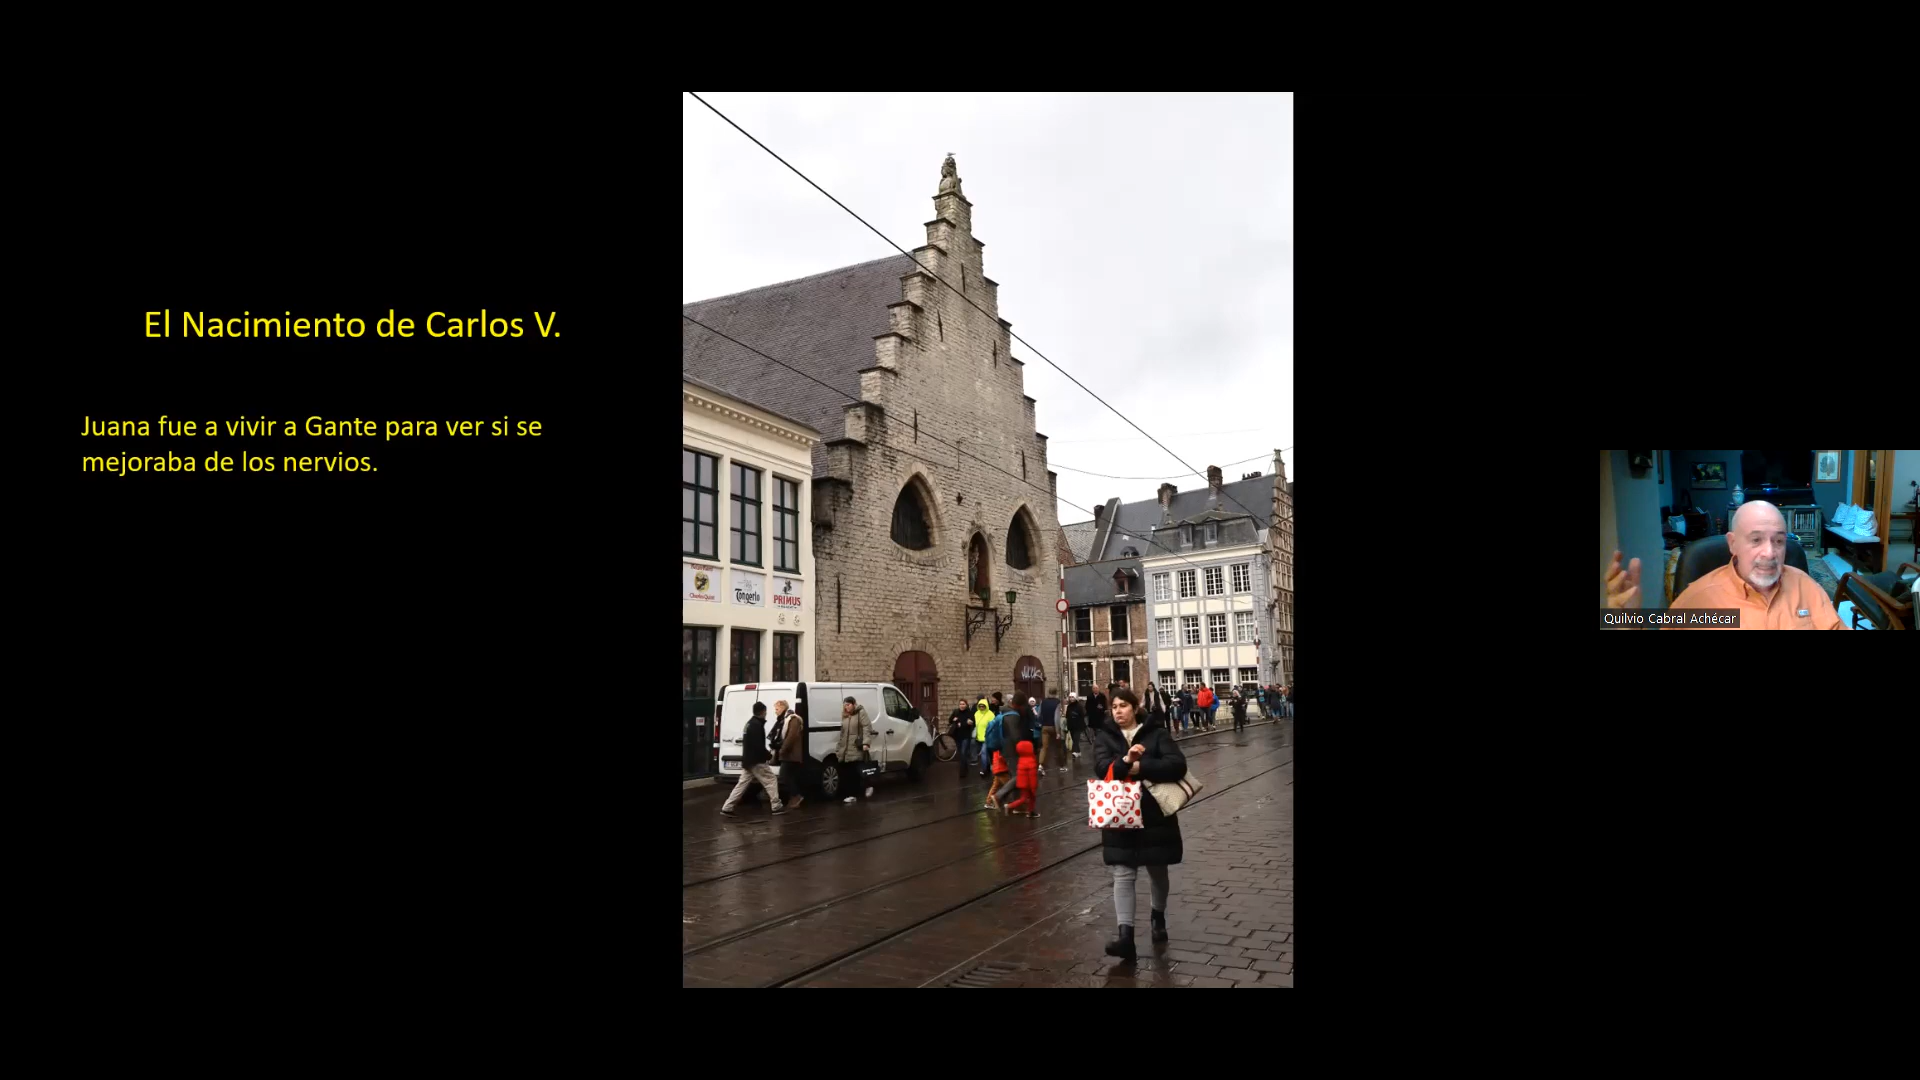 El Nacimiento de Carlos V.
Juana fue a vivir a Gante para ver si se
mejoraba de los nervios.
Tongerlo
PRIMUS
Quilvio Cabral Achécar